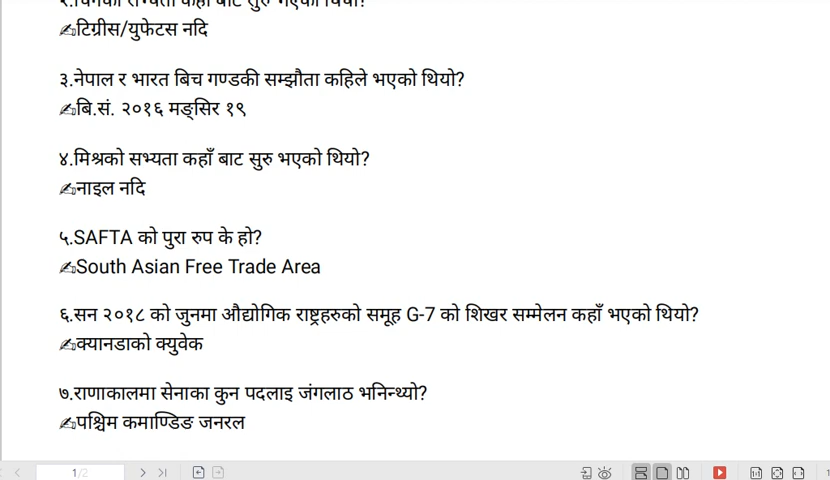 ✍टिग्रीस/युफेटस नदि
३.नेपाल र भारत बिच गण्डकी सम्झौता कहिले भएको थियो?
✍बि.सं. २०१६ मङ्सिर १९
४.मिश्रको सभ्यता कहाँ बाट सुरु भएको थियो?
✍नाइल नदि
५.SAFTA को पुरा रुप के हो?
✍South Asian Free Trade Area
६.सन २०१८ को जुनमा औद्योगिक राष्ट्रहरुको समूह G-7 को शिखर सम्मेलन कहाँ भएको थियो?
✍क्यानडाको क्युवेक
७.राणाकालमा सेनाका कुन पदलाइ जंगलाठ भनिन्थ्यो?
✍पश्चिम कमाण्डिङ जनरल
1/2